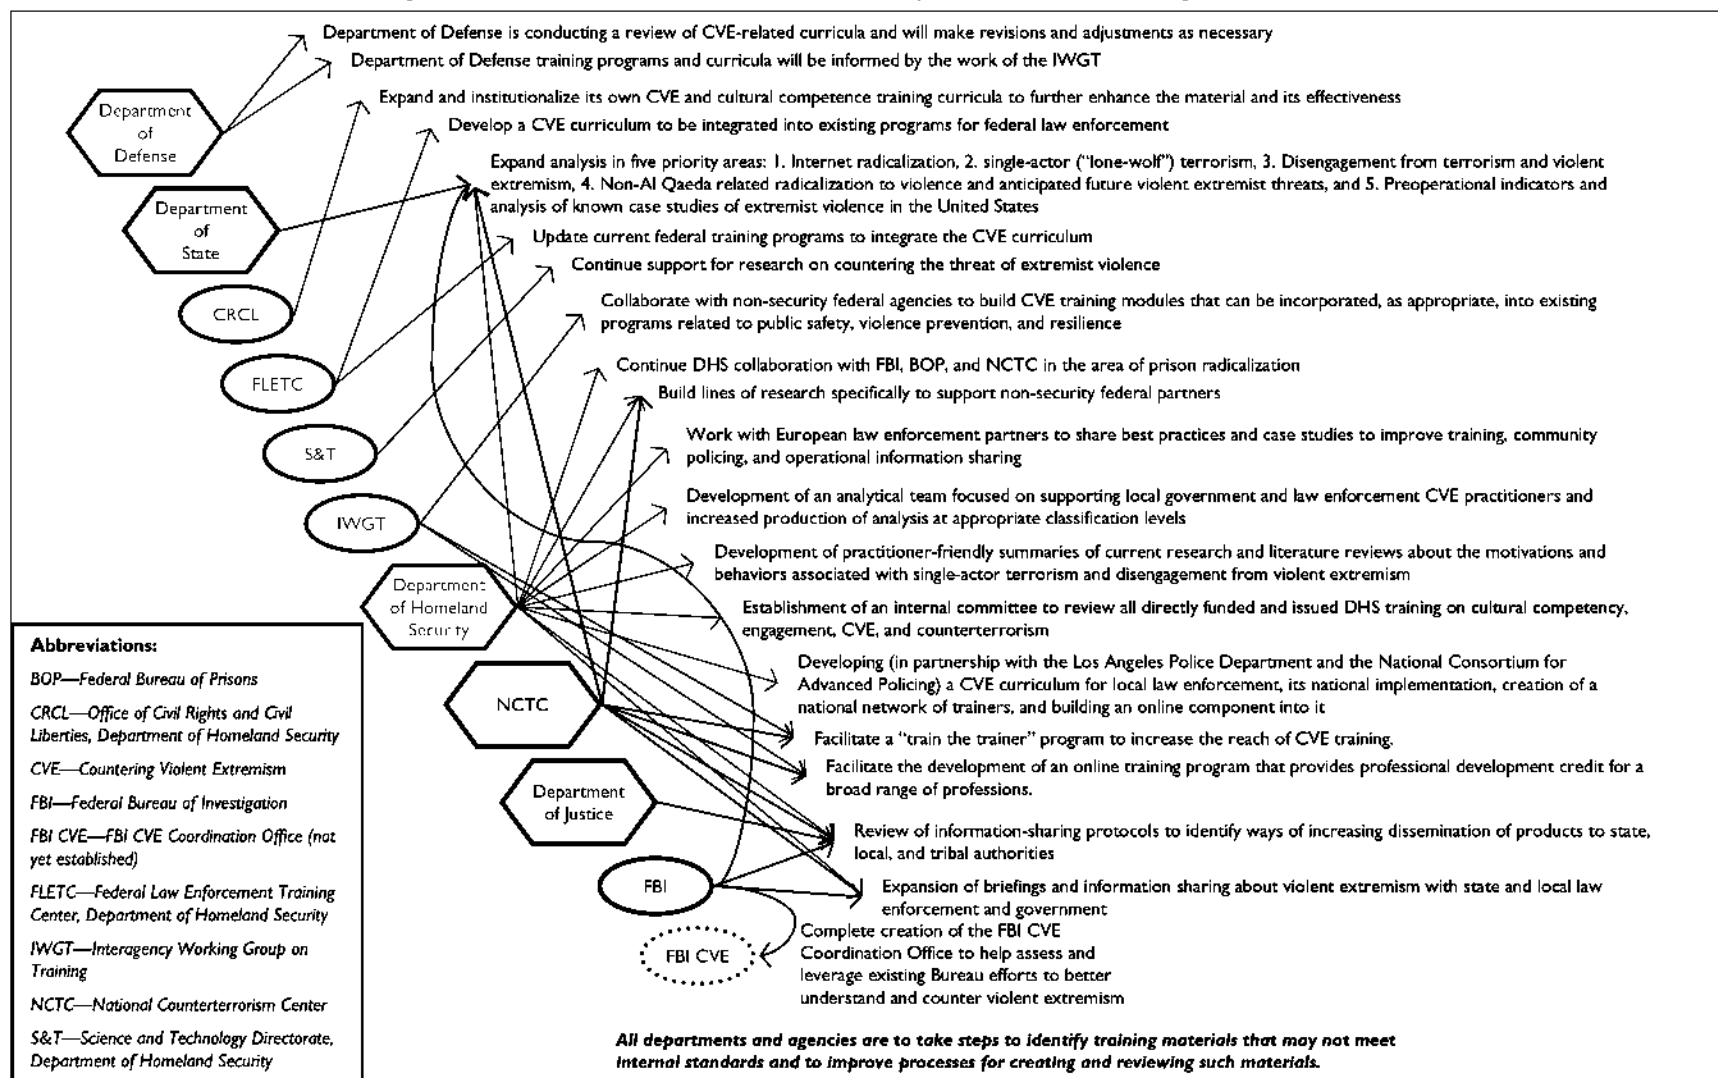 Department of Defense is conducting a review of CVE-related curricula and will make revisions and adjustments as necessary
Department of Defense training programs and curricula will be informed by the work of the IWGT
Department
of
Defense
Expand and institutionalize its own CVE and cultural competence training curricula to further enhance the material and its effectiveness
Develop a CVE curriculum to be integrated into existing programs for federal law enforcement
Expand analysis in five priority areas: 1. Internet radicalization, 2. single-actor (“lone-wolf”) terrorism, 3. Disengagement from terrorism and violent
extremism, 4. Non-Al Qaeda related radicalization to violence and anticipated future violent extremist threats, and 5. Preoperational indicators and
analysis of known case studies of extremist violence in the United States
Department
of
State
Update current federal training programs to integrate the CVE curriculum
Continue support for research on countering the threat of extremist violence
CRCL
Collaborate with non-security federal agencies to build CVE training modules that can be incorporated, as appropriate, into existing
programs related to public safety, violence prevention, and resilience
FLETC
Continue DHS collaboration with FBI, BOP, and NCTC in the area of prison radicalization
Build lines of research specifically to support non-security federal partners
S&T
Work with European law enforcement partners to share best practices and case studies to improve training, community
policing, and operational information sharing
IWGT
Development of an analytical team focused on supporting local government and law enforcement CVE practitioners and
increased production of analysis at appropriate classification levels
Development of practitioner-friendly summaries of current research and literature reviews about the motivations and
behaviors associated with single-actor terrorism and disengagement from violent extremism
Department
of Homeland
Security
Establishment of an internal committee to review all directly funded and issued DHS training on cultural competency,
engagement, CVE, and counterterrorism
Developing (in partnership with the Los Angeles Police Department and the National Consortium for
Advanced Policing) a CVE curriculum for local law enforcement, its national implementation, creation of a
national network of trainers, and building an online component into it
NCTC
Facilitate a “train the trainer” program to increase the reach of CVE training.
Facilitate the development of an online training program that provides professional development credit for a
broad range of professions.
Department
of Justice
Review of information-sharing protocols to identify ways of increasing dissemination of products to state,
local, and tribal authorities
FBI
Expansion of briefings and information sharing about violent extremism with state and local law
enforcement and government
FBI CVE
Complete creation of the FBI CVE
Coordination Office to help assess and
leverage existing Bureau efforts to better
understand and counter violent extremism
Abbreviations:
BOP—Federal Bureau of Prisons
CRCL—Office of Civil Rights and Civil
Liberties, Department of Homeland Security
CVE—Countering Violent Extremism
FBI—Federal Bureau of Investigation
FBI CVE—FBI CVE Coordination Office (not
yet established)
FLETC—Federal Law Enforcement Training
Center, Department of Homeland Security
IWGT—Interagency Working Group on
Training
NCTC—National Counterterrorism Center
S&T—Science and Technology Directorate,
Department of Homeland Security
All departments and agencies are to take steps to identify training materials that may not meet
internal standards and to improve processes for creating and reviewing such materials.